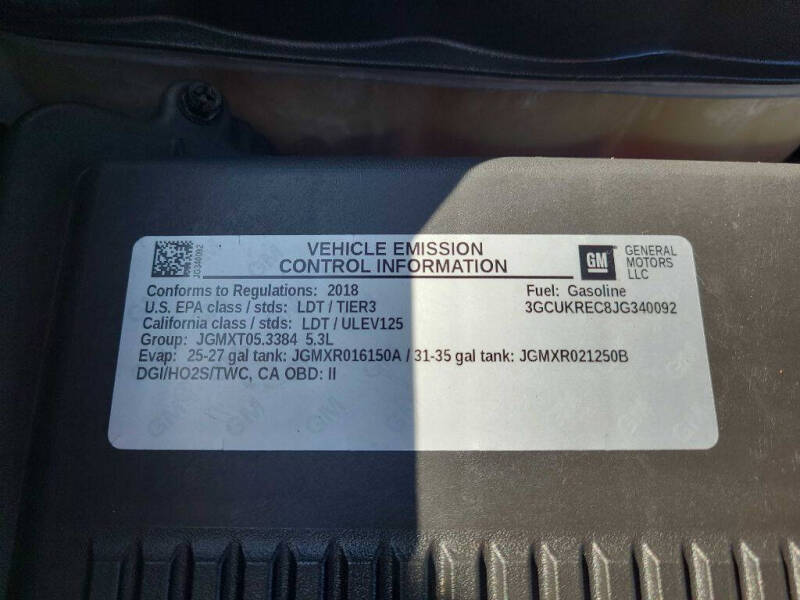 JG340092
VEHICLE EMISSION
CONTROL INFORMATION
GM
GENERAL
MOTORS
LLC
Conforms to Regulations: 2018
Fuel: Gasoline
U.S. EPA class / stds: LDT / TIER3
3GCUKREC8JG340092
California class / stds: LDT / ULEV125
Group: JGMXT05.3384 5.3L
Evap: 25-27 gal tank: JGMXR016150A / 31-35 gal tank: JGMXR021250B
DGI/HO2S/TWC, CA OBD: II